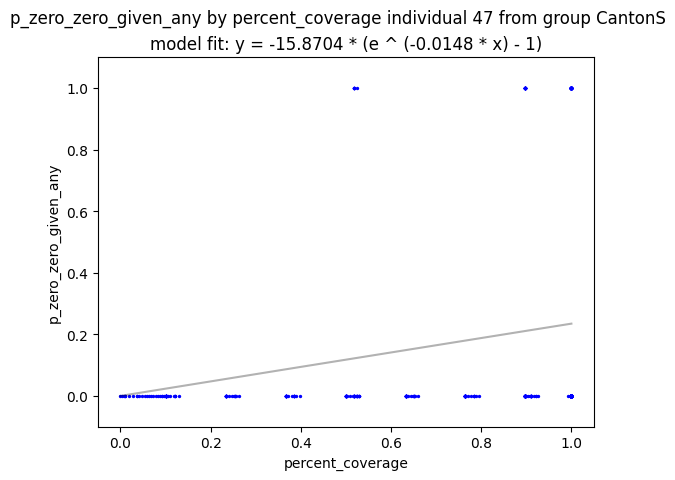 p_zero_zero_given_any by percent_coverage individual 47 from group CantonS
model fit: y = -15.8704 * (e ^ (-0.0148 * x) - 1)
1.0
0.8
0.6
0.4
0.2
0.0
p_zero_zero_given_any
0.0 0.2 0.4 0.6 0.8 1.0
percent_coverage